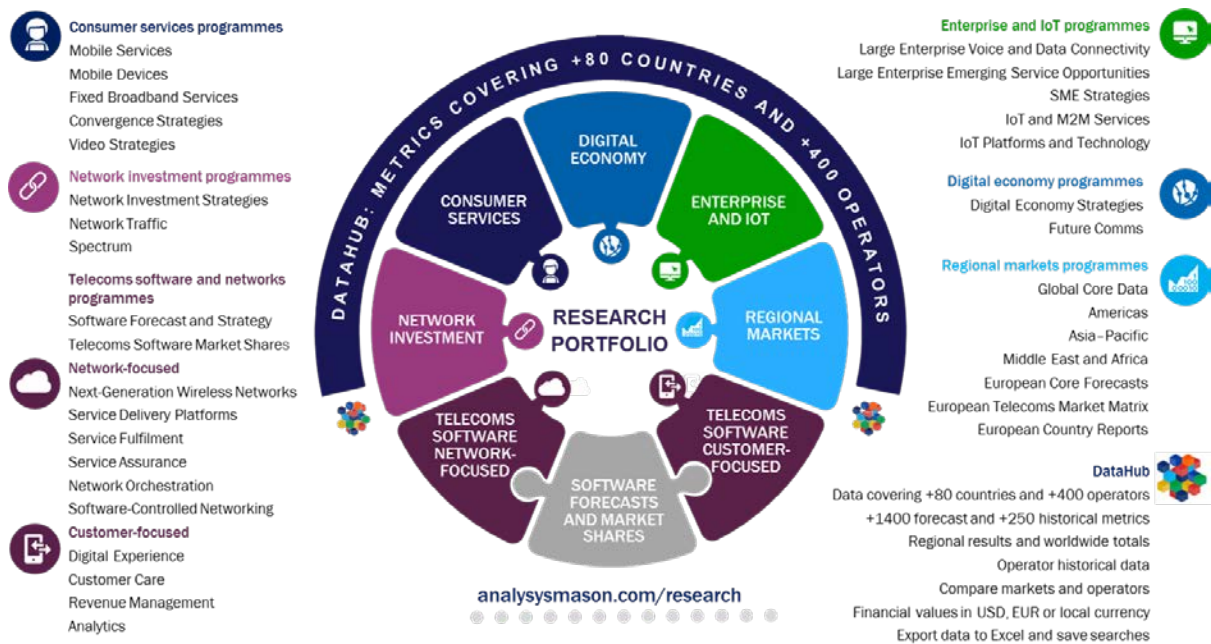 Consumer services programmes
Mobile Services
Mobile Devices
Fixed Broadband Services
Convergence Strategies
Video Strategies
Network investment programmes
Network Investment Strategies
Network Traffic
Spectrum
Telecoms software and networks
programmes
Software Forecast and Strategy
Telecoms Software Market Shares
Network-focused
Next-Generation Wireless Networks
Service Delivery Platforms
Service Fulfilment
Service Assurance
Network Orchestration
Software-Controlled Networking
Customer-focused
Digital Experience
Customer Care
Revenue Management
Analytics
DATAHUB: METRICS COVERING +80 COUNTRIES AND +400 OPERATORS
DIGITAL
ECONOMY
CONSUMER
SERVICES
ENTERPRISE
AND IOT
NETWORK
INVESTMENT
RESEARCH
PORTFOLIO
REGIONAL
MARKETS
TELECOMS
SOFTWARE
NETWORK-
FOCUSED
SOFTWARE
FORECASTS
AND MARKET
SHARES
TELECOMS
SOFTWARE
CUSTOMER-
FOCUSED
analysysmason.com/research
Enterprise and IoT programmes
Large Enterprise Voice and Data Connectivity
Large Enterprise Emerging Service Opportunities
SME Strategies
IoT and M2M Services
IoT Platforms and Technology
Digital economy programmes
Digital Economy Strategies
Future Comms
Regional markets programmes
Global Core Data
Americas
Asia–Pacific
Middle East and Africa
European Core Forecasts
European Telecoms Market Matrix
European Country Reports
DataHub
Data covering +80 countries and +400 operators
+1400 forecast and +250 historical metrics
Regional results and worldwide totals
Operator historical data
Compare markets and operators
Financial values in USD, EUR or local currency
Export data to Excel and save searches